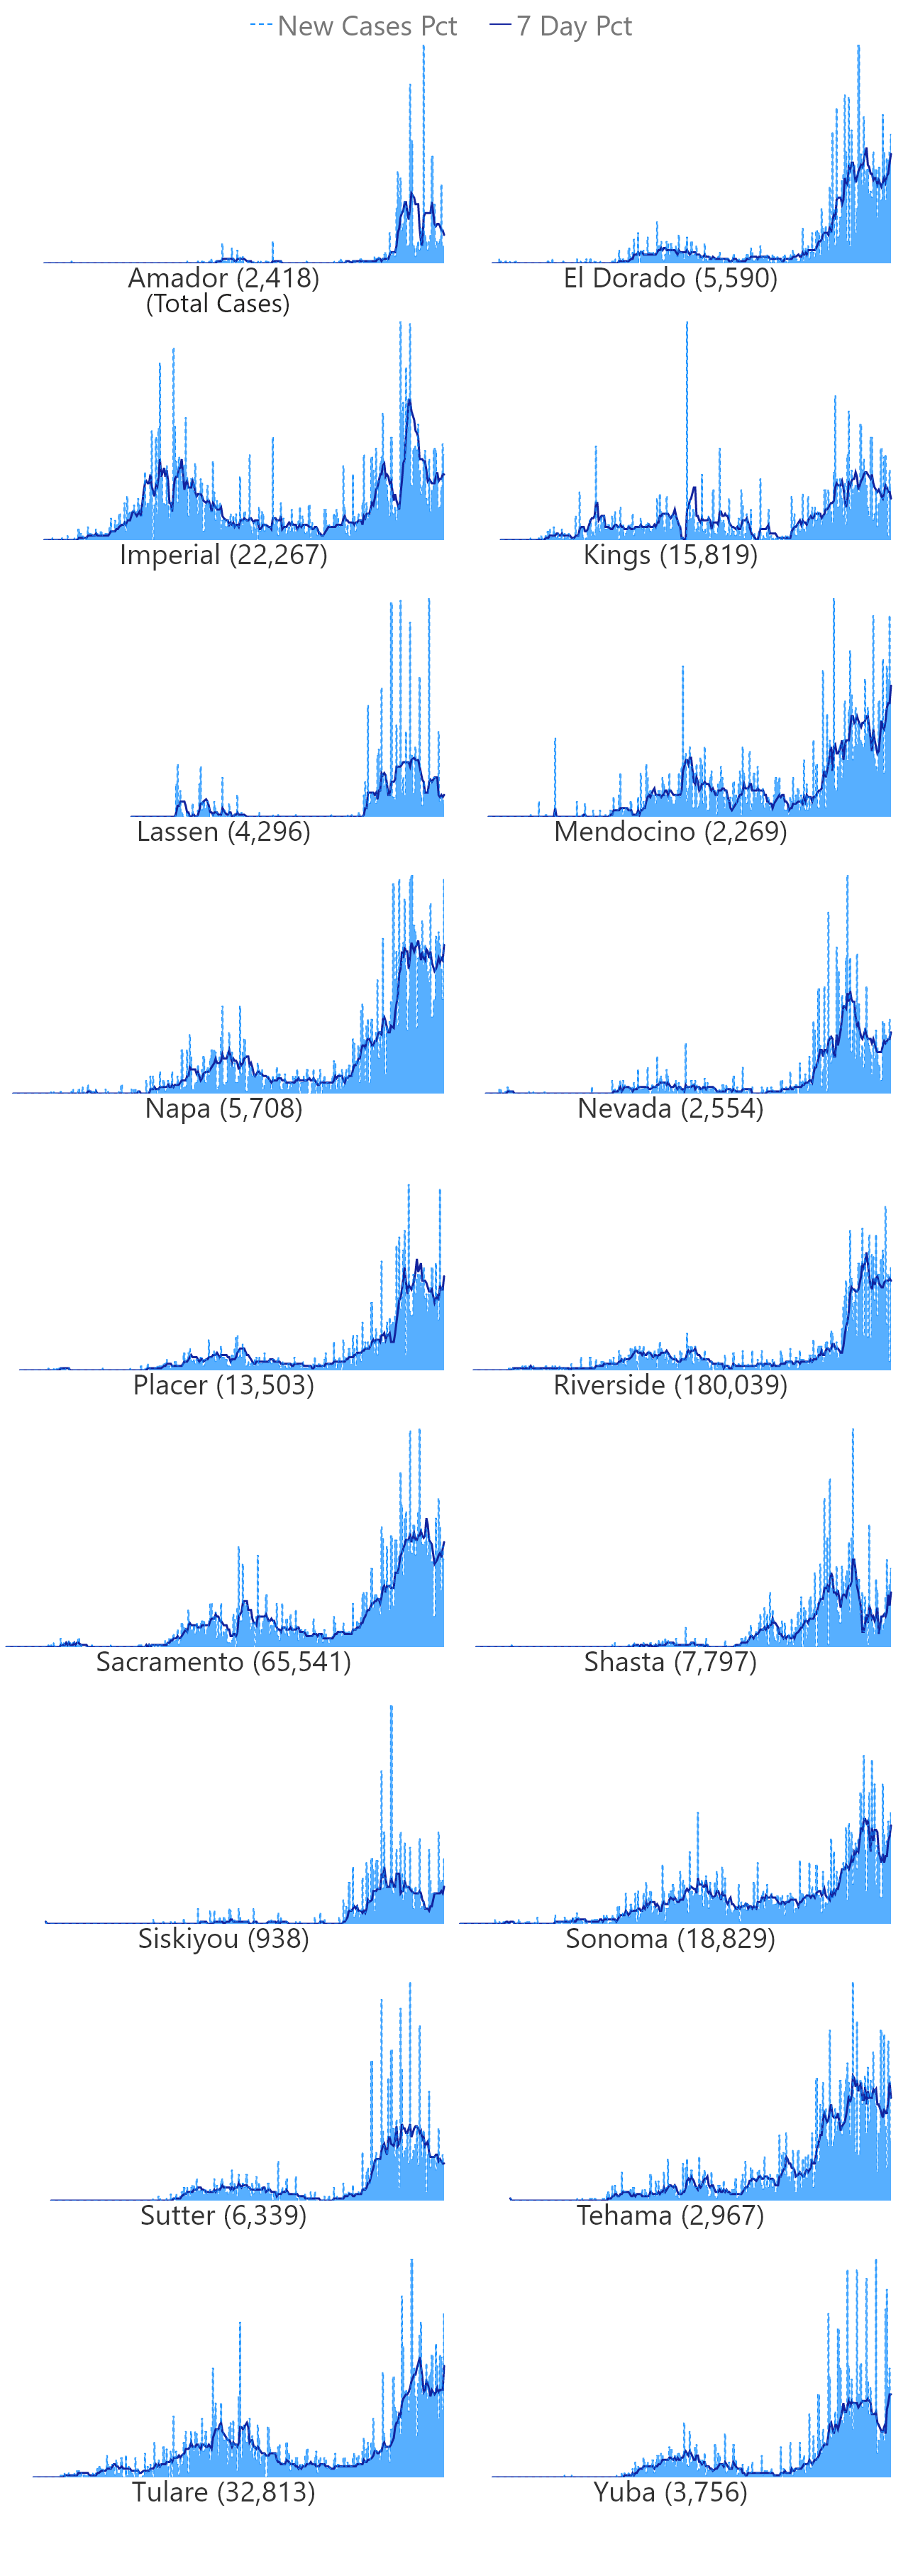 New Cases Pct 7 Day Pct
Amador (2,418) El Dorado (5,590)
(Total Cases)
Imperial (22,267) Kings (15,819)
Lassen (4,296) Mendocino (2,269)
Napa (5,708) Nevada (2,554)
Placer (13,503) Riverside (180,039)
Sacramento (65,541) Shasta (7,797)
Siskiyou (938) Sonoma (18,829)
Sutter (6,339) Tehama (2,967)
Tulare (32,813) Yuba (3,756)